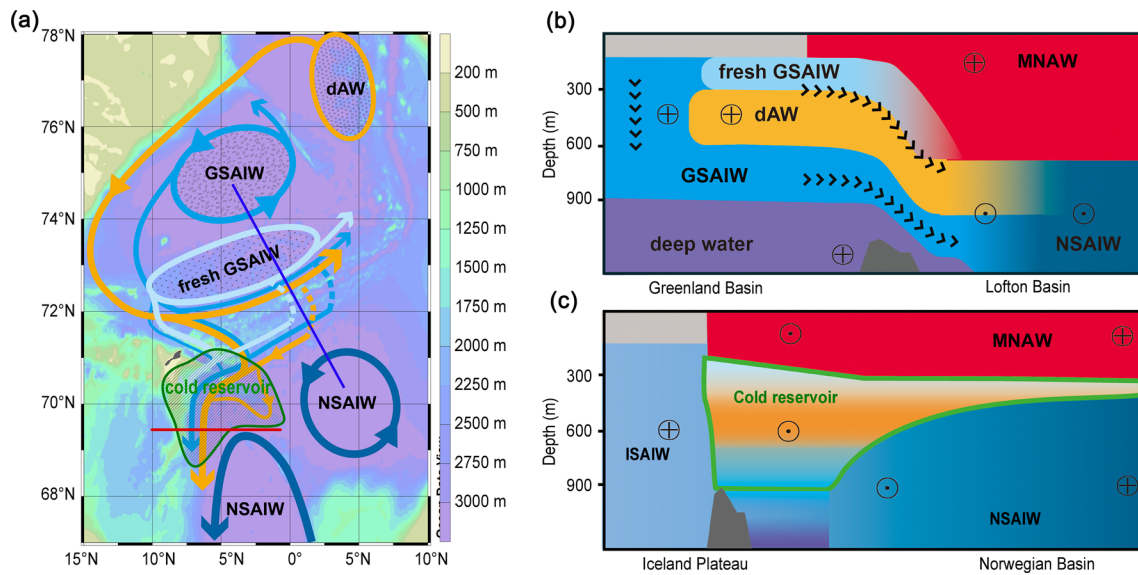 (a)
78°N
76°N
74°N
72°N
70°N
68°N
15°N
10°N
5°N
0°
5°N
10°N
dAW
GSAIW
fresh GSAIW
cold reservoir
NSAIW
NSAIW
200 m
500 m
750 m
1000 m
1250 m
1500 m
1750 m
2000 m
2250 m
2500 m
2750 m
3000 m
(b)
Depth (m)
300
600
900
fresh GSAIW
MNAW
dAW
GSAIW
deep water
NSAIW
Greenland Basin
Lofton Basin
(c)
Depth (m)
300
600
900
MNAW
Cold reservoir
ISAIW
NSAIW
Iceland Plateau
Norwegian Basin